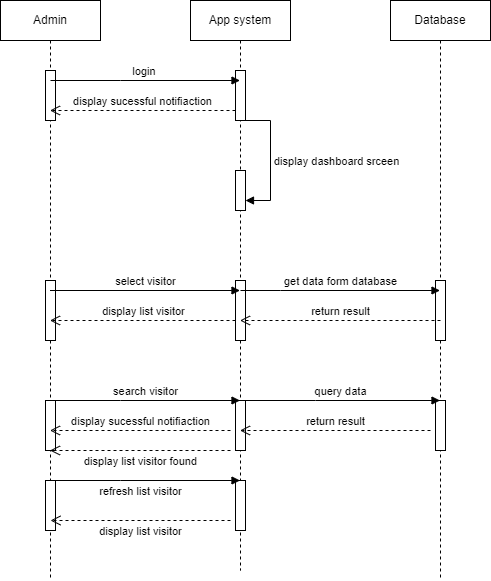 Admin
App system
Database
login
display sucessful notifiaction
display dashboard srceen
select visitor
get data form database
display list visitor
return result
search visitor
query data
display sucessful notifiaction
return result
display list visitor found
refresh list visitor
display list visitor